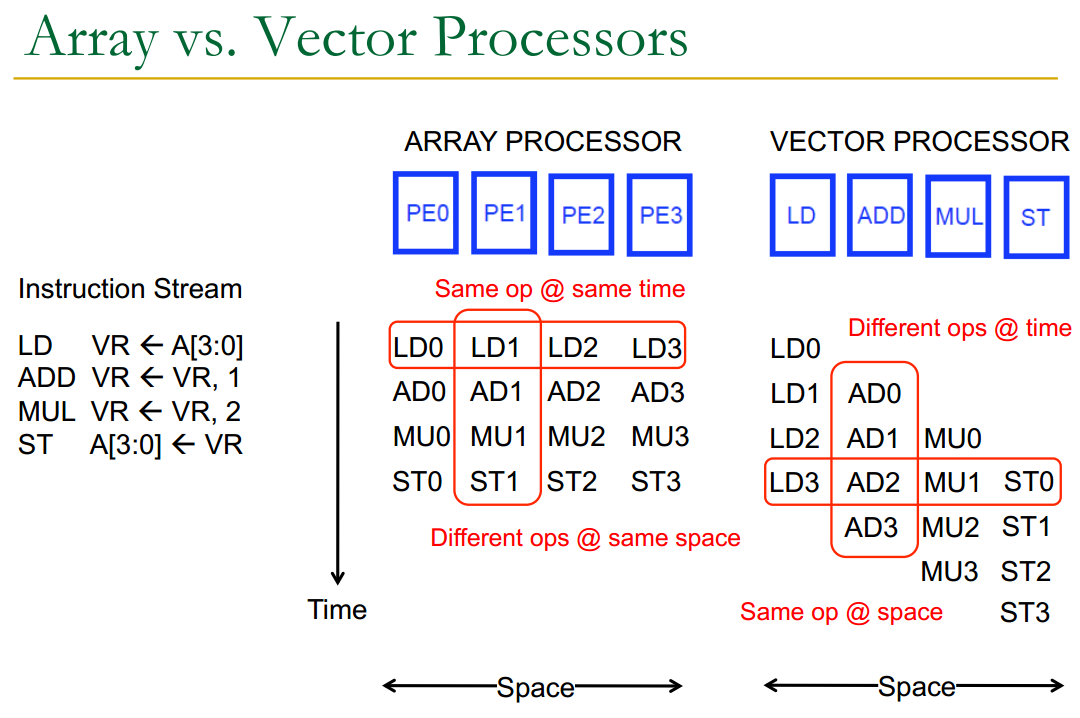 Array vs. Vector Processors
ARRAY PROCESSOR
VECTOR PROCESSOR
PE0 PE1 PE2 PE3
LD ADD MUL ST
Instruction Stream
LD VR ← A[3:0]
ADD VR ← VR, 1
MUL VR ← VR, 2
ST A[3:0] ← VR
Time
Same op @ same time
LD0 LD1 LD2 LD3
AD0 AD1 AD2 AD3
MU0 MU1 MU2 MU3
ST0 ST1 ST2 ST3
Different ops @ same space
Space
Different ops @ time
LD0
LD1 AD0
LD2 AD1 MU0
LD3 AD2 MU1 ST0
AD3 MU2 ST1
MU3 ST2
Same op @ space
ST3
Space